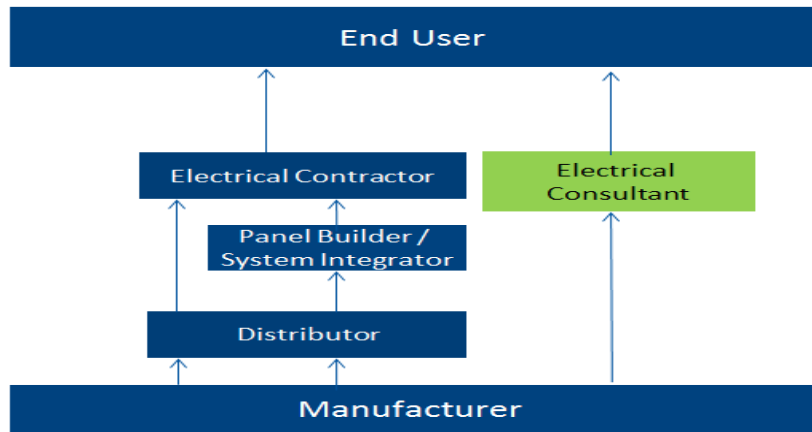 End User
Electrical Contractor
Electrical
Consultant
Panel Builder /
System Integrator
Distributor
Manufacturer